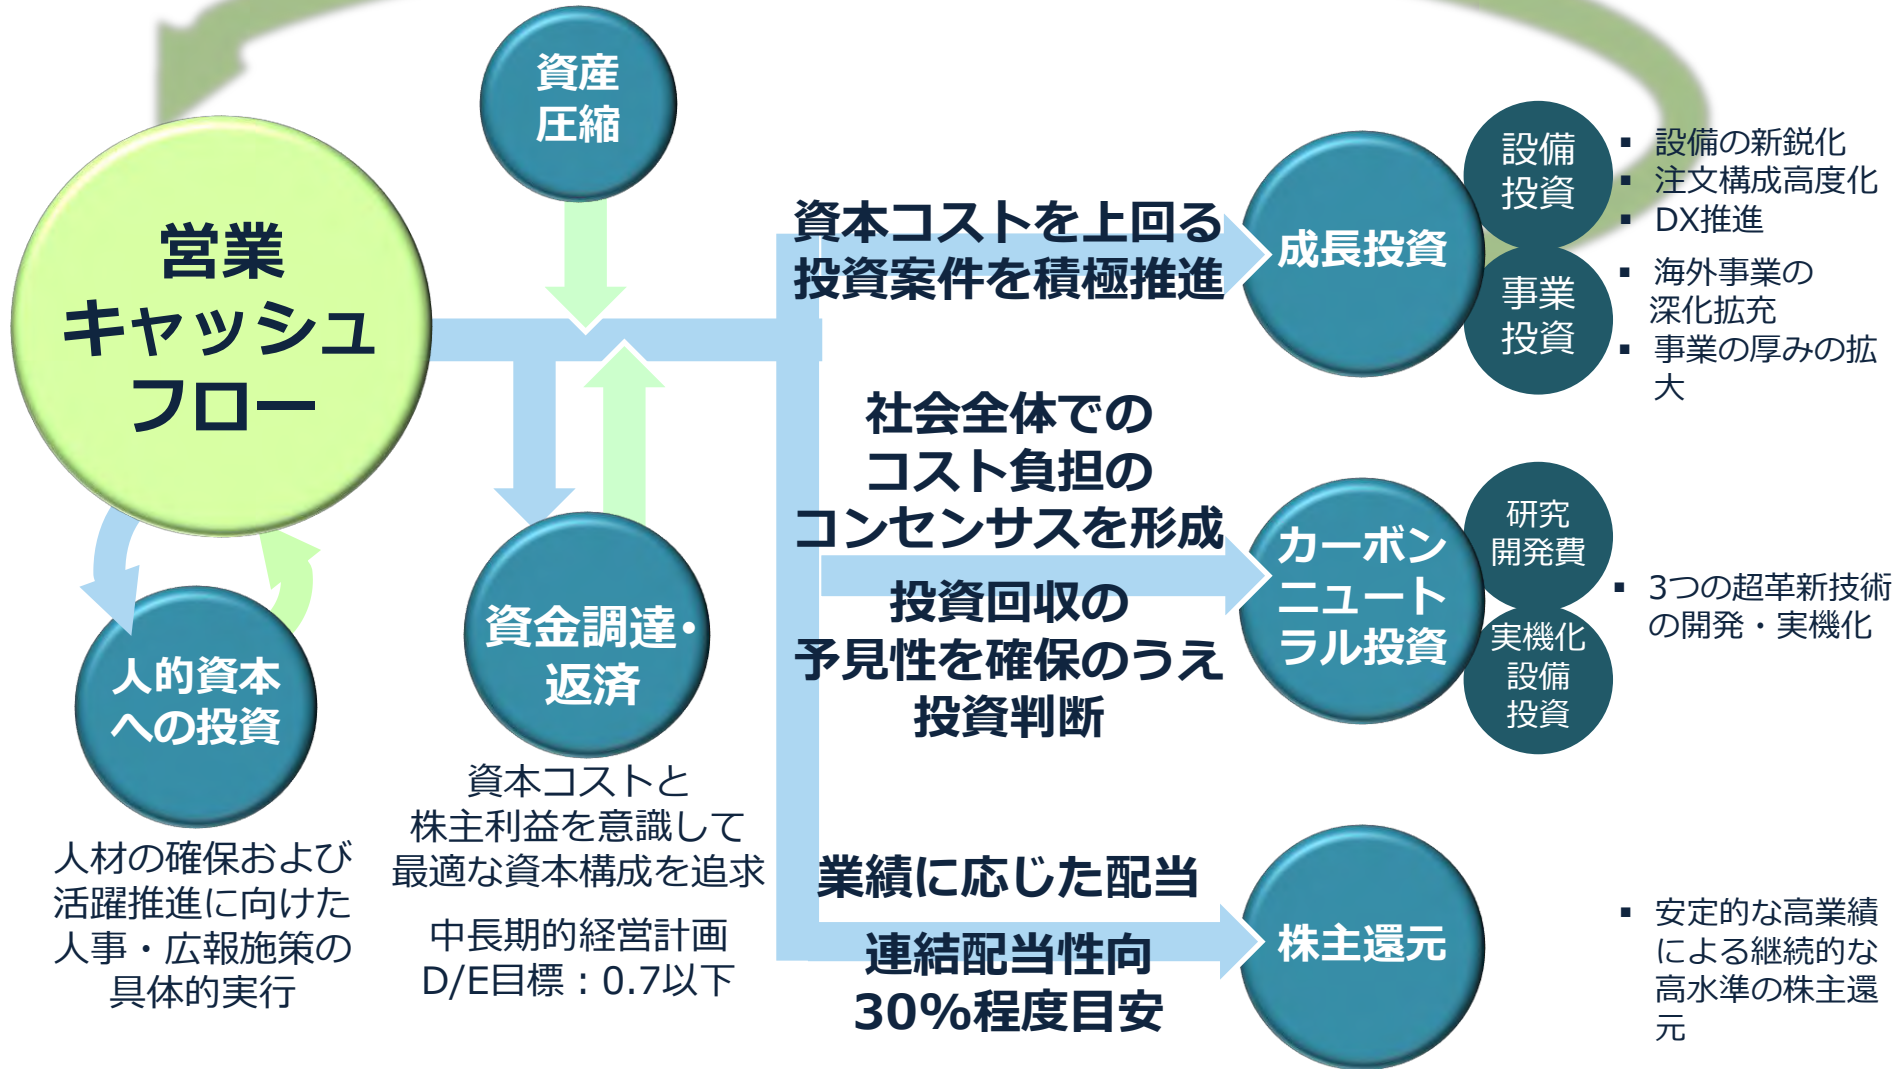 資産
圧縮
営業
キャッシュ
フロー
人的資本
への投資
人材の確保および
活躍推進に向けた
人事・広報施策の
具体的実行
資金調達・
返済
資本コストと
株主利益を意識して
最適な資本構成を追求
中長期的経営計画
D/E目標：0.7以下
資本コストを上回る
投資案件を積極推進
成長投資
設備
投資
事業
投資
▪ 設備の新鋭化
▪ 注文構成高度化
▪ DX推進
▪ 海外事業の
深化拡充
▪ 事業の厚みの拡
大
社会全体での
コスト負担の
コンセンサスを形成
投資回収の
予見性を確保のうえ
投資判断
カーボン
ニュート
ラル投資
研究
開発費
実機化
設備
投資
▪ 3つの超革新技術
の開発・実機化
業績に応じた配当
連結配当性向
30%程度目安
株主還元
▪ 安定的な高業績
による継続的な
高水準の株主還
元